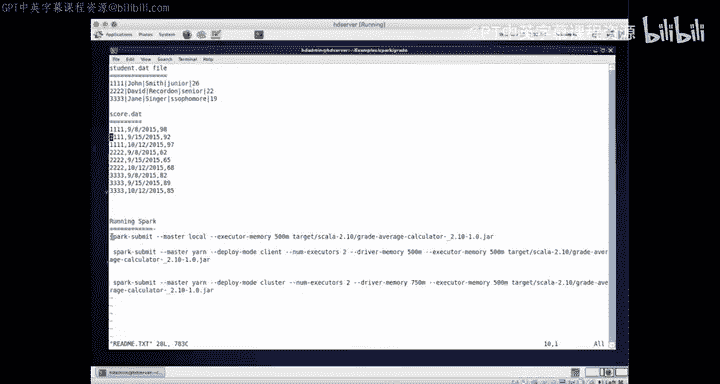 GPT中英字幕课程资源@bilibili.com
hdserver [Running]
Applications Places System
hdadmin@hdserver:~/Examples/spark/grade
File Edit View Search Terminal Help
student.dat file
================
1111|John|Smith|junior|26
2222|David|Recordon|senior|22
3333|Jane|Singer|ssophomore|19
score.dat
=========
1111,9/8/2015,98
1111,9/15/2015,92
1111,10/12/2015,97
2222,9/8/2015,62
2222,9/15/2015,65
2222,10/12/2015,68
3333,9/8/2015,82
3333,9/15/2015,89
3333,10/12/2015,85
Running Spark
spark-submit --master local --executor-memory 500m target/scala-2.10/grade-average-calculator-_2.10-1.0.jar
spark-submit --master yarn --deploy-mode client --num-executors 2 --driver-memory 500m --executor-memory 500m target/scala-2.10/grade-aver
age-calculator-_2.10-1.0.jar
spark-submit --master yarn --deploy-mode cluster --num-executors 2 --driver-memory 750m --executor-memory 500m target/scala-2.10/grade-ave
rage-calculator-_2.10-1.0.jar
~
~
~
~
"README.TXT" 28L, 783C 10,1 All
hdadmin@hdserver:~/...
bilibili